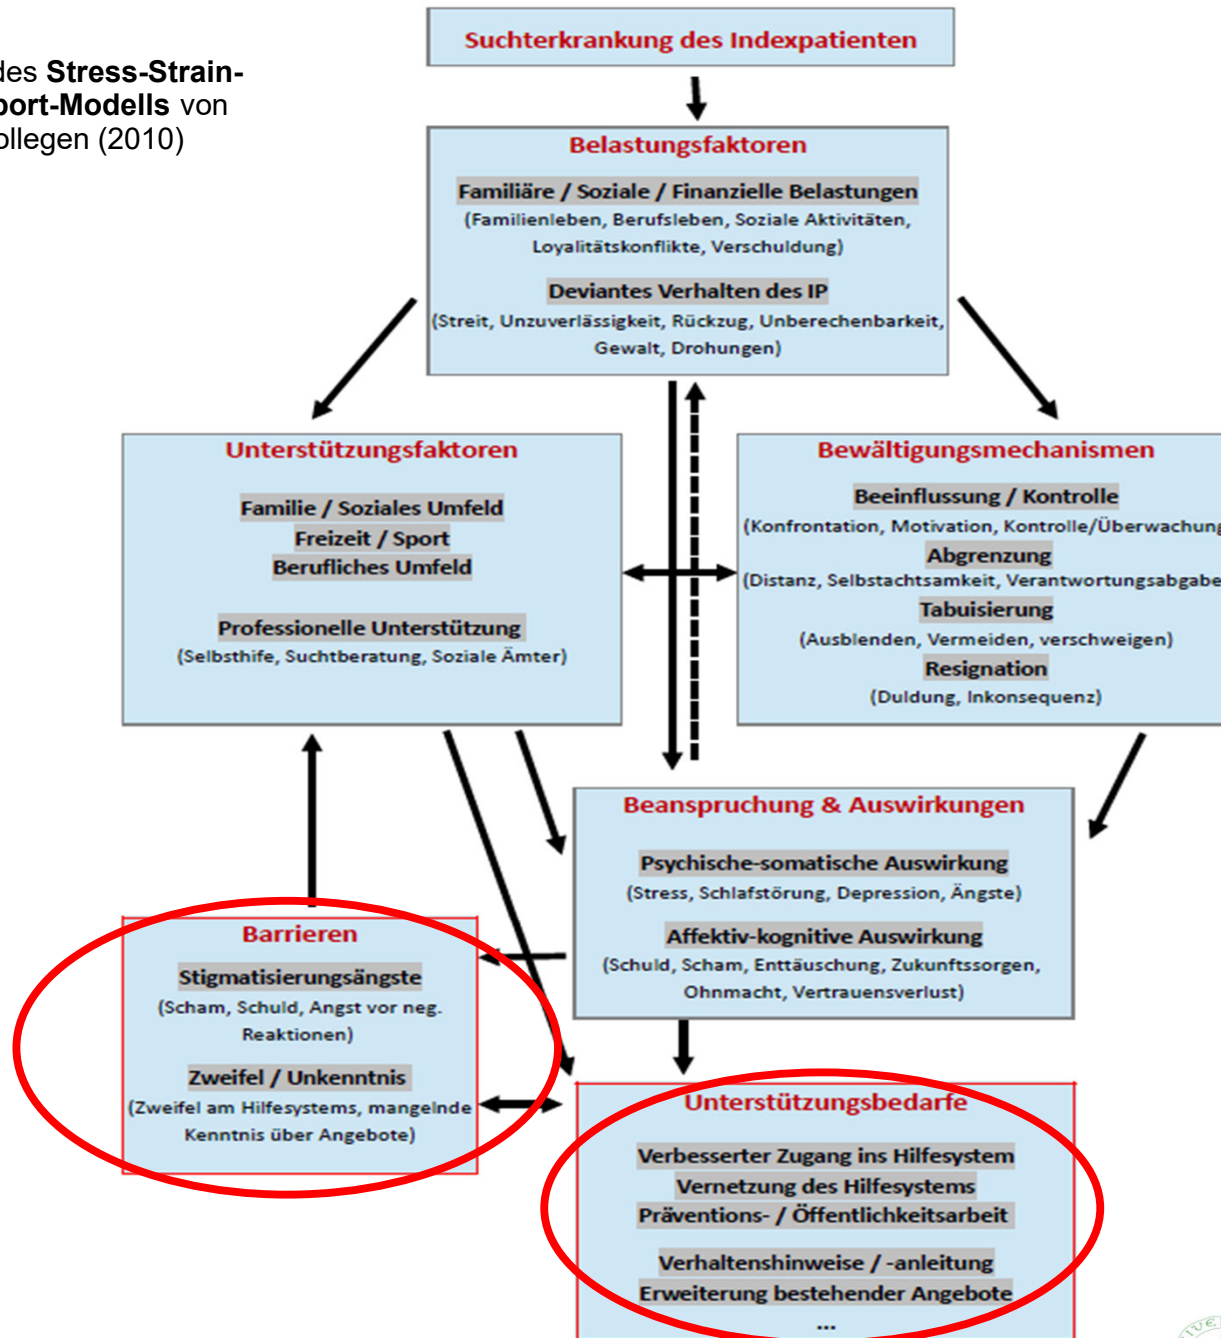 Suchterkrankung des Indexpatienten
des Stress-Strain-
port-Modells von
ollegen (2010)
Belastungsfaktoren
Familiäre / Soziale / Finanzielle Belastungen
(Familienleben, Berufsleben, Soziale Aktivitäten,
Loyalitätskonflikte, Verschuldung)
Deviantes Verhalten des IP
(Streit, Unzuverlässigkeit, Rückzug, Unberechenbarkeit,
Gewalt, Drohungen)
Unterstützungsfaktoren
Familie / Soziales Umfeld
Freizeit / Sport
Berufliches Umfeld
Professionelle Unterstützung
(Selbsthife, Suchtberatung, Soziale Ämter)
Bewältigungsmechanismen
Beeinflussung / Kontrolle
(Konfrontation, Motivation, Kontrolle/Überwachung
Abgrenzung
(Distanz, Selbstachtsamkeit, Verantwortungsabgabe
Tabuisierung
(Ausblenden, Vermeiden, verschweigen)
Resignation
(Duldung, Inkonsequenz)
Beanspruchung & Auswirkungen
Psychische-somatische Auswirkung
(Stress, Schlafstörung, Depression, Ängste)
Affektiv-kognitive Auswirkung
(Schuld, Scham, Enttäuschung, Zukunftssorgen,
Ohnmacht, Vertrauensverlust)
Barrieren
Stigmatisierungsängste
(Scham, Schuld, Angst vor neg.
Reaktionen)
Zweifel / Unkenntnis
(Zweifel am Hilfesystems, mangelnde
Kenntnis über Angebote)
Unterstützungsbedarfe
Verbesserter Zugang ins Hilfesystem
Vernetzung des Hilfesystems
Präventions- / Öffentlichkeitsarbeit
Verhaltenshinweise / -anleitung
Erweiterung bestehender Angebote
...